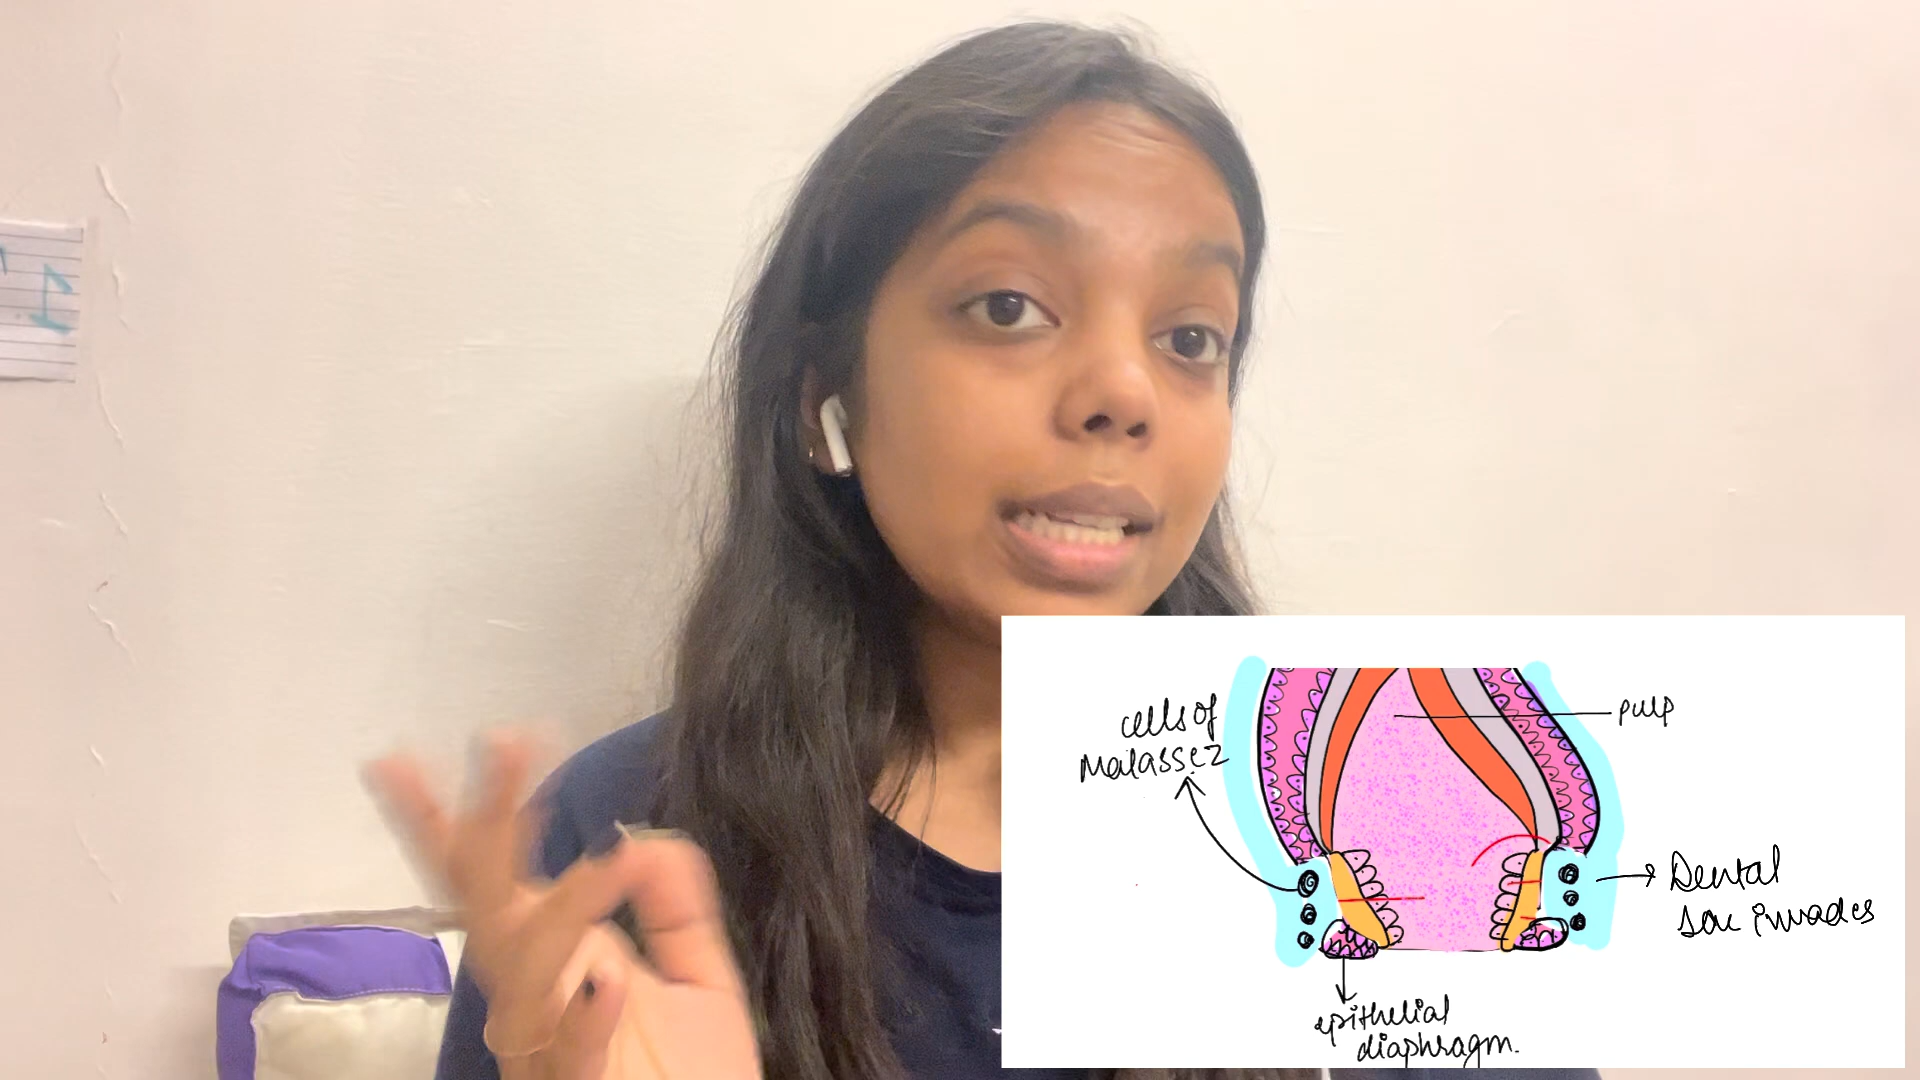 cells of
Malassez
pulp
Dental
sac invades
epithelial
diaphragm.